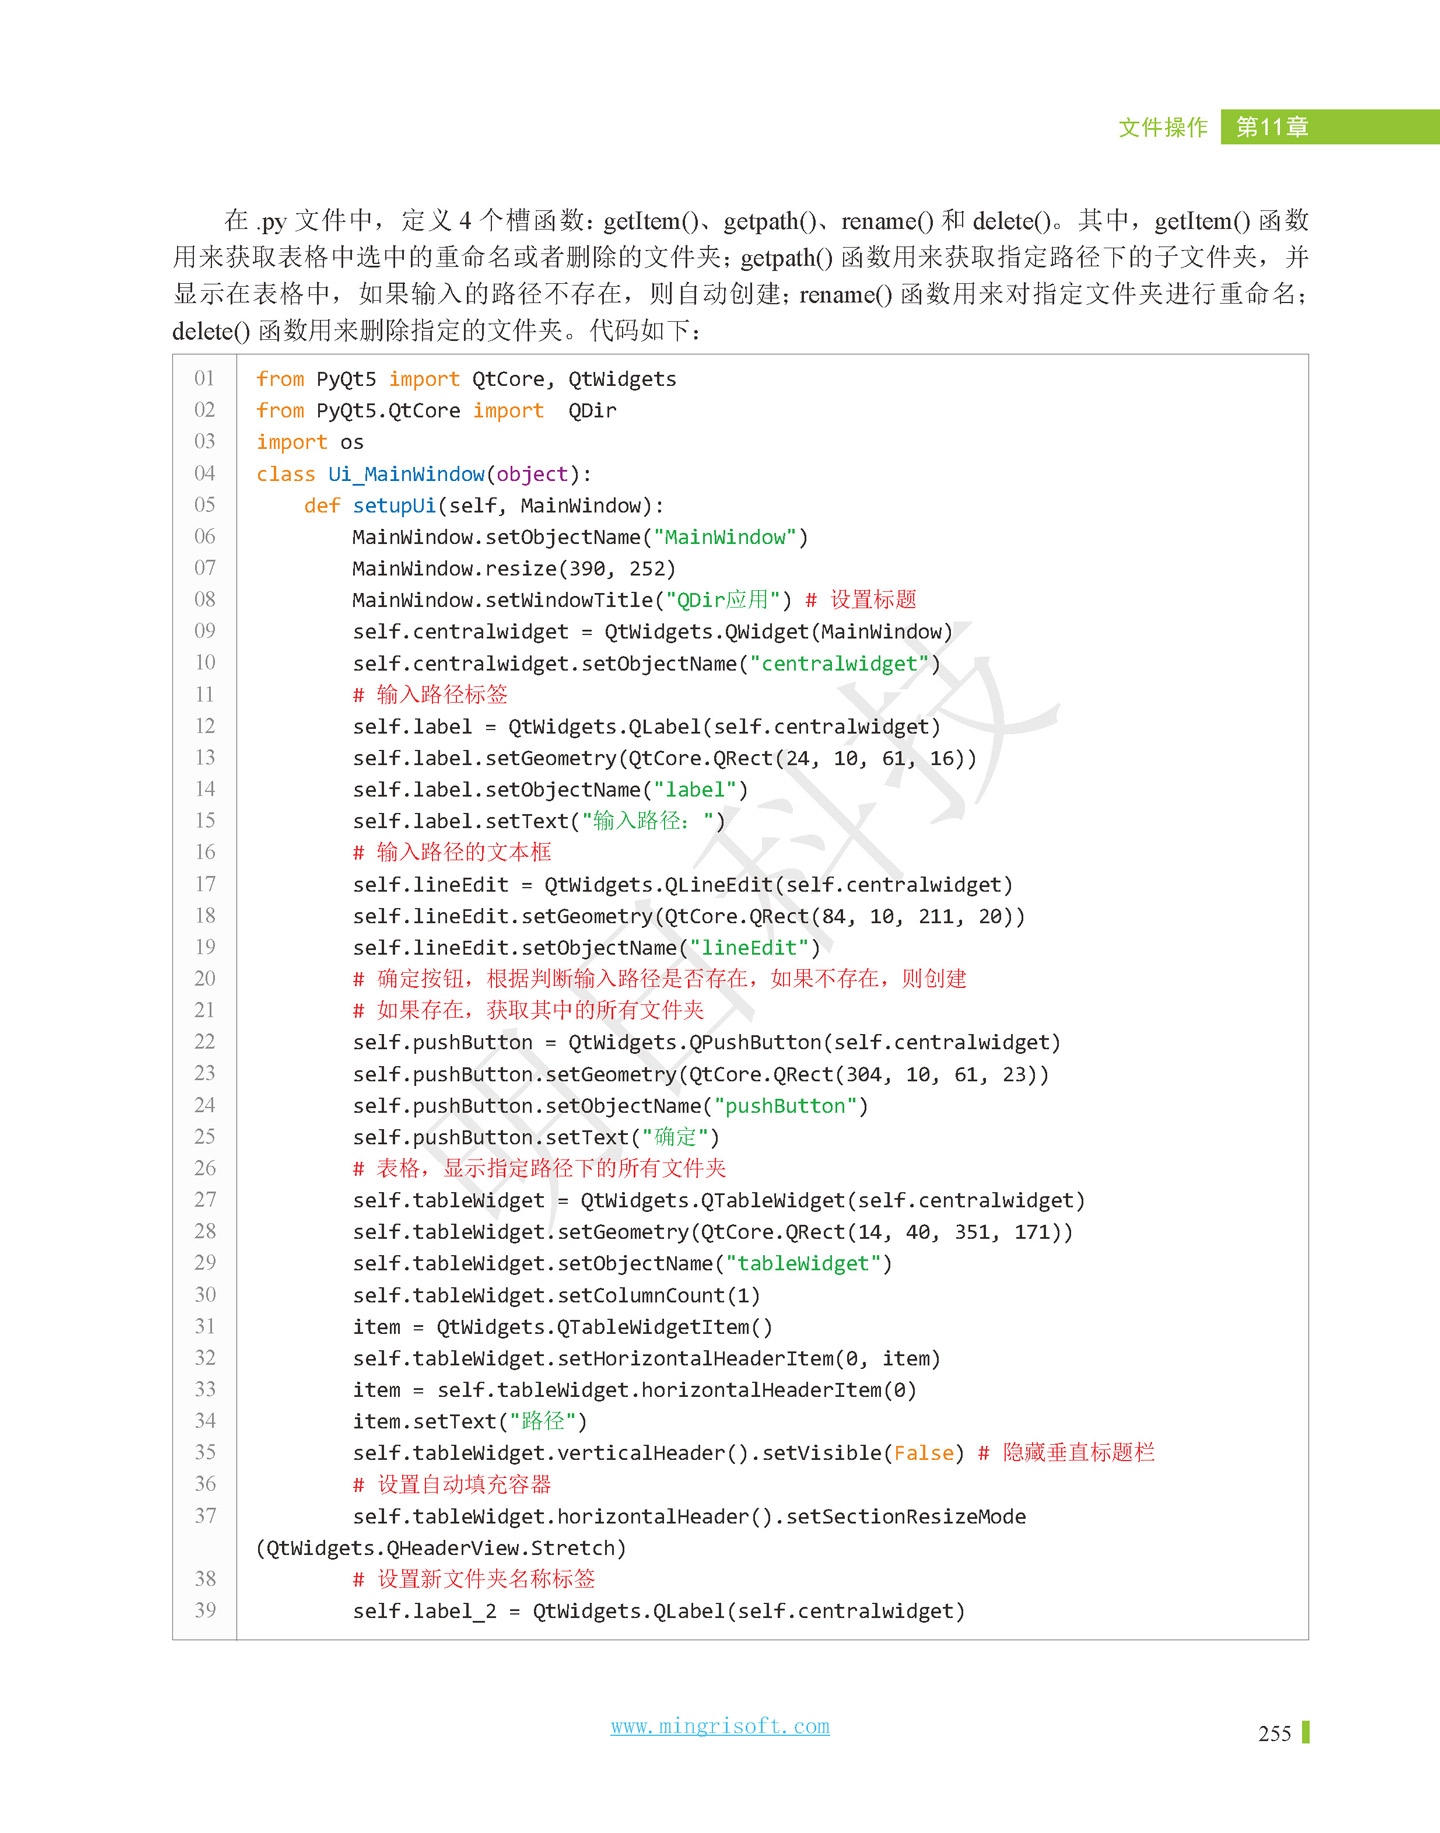 文件操作 第11章
在 .py 文件中，定义 4 个槽函数：getItem()、getpath()、rename() 和 delete()。其中，getItem() 函数
用来获取表格中选中的重命名或者删除的文件夹；getpath() 函数用来获取指定路径下的子文件夹，并
显示在表格中，如果输入的路径不存在，则自动创建；rename() 函数用来对指定文件夹进行重命名；
delete() 函数用来删除指定的文件夹。代码如下：
01 from PyQt5 import QtCore, QtWidgets
02 from PyQt5.QtCore import  QDir
03 import os
04 class Ui_MainWindow(object):
05     def setupUi(self, MainWindow):
06         MainWindow.setObjectName("MainWindow")
07         MainWindow.resize(390, 252)
08         MainWindow.setWindowTitle("QDir应用") # 设置标题
09         self.centralwidget = QtWidgets.QWidget(MainWindow)
10         self.centralwidget.setObjectName("centralwidget")
11         # 输入路径标签
12         self.label = QtWidgets.QLabel(self.centralwidget)
13         self.label.setGeometry(QtCore.QRect(24, 10, 61, 16))
14         self.label.setObjectName("label")
15         self.label.setText("输入路径：")
16         # 输入路径的文本框
17         self.lineEdit = QtWidgets.QLineEdit(self.centralwidget)
18         self.lineEdit.setGeometry(QtCore.QRect(84, 10, 211, 20))
19         self.lineEdit.setObjectName("lineEdit")
20         # 确定按钮，根据判断输入路径是否存在，如果不存在，则创建
21         # 如果存在，获取其中的所有文件夹
22         self.pushButton = QtWidgets.QPushButton(self.centralwidget)
23         self.pushButton.setGeometry(QtCore.QRect(304, 10, 61, 23))
24         self.pushButton.setObjectName("pushButton")
25         self.pushButton.setText("确定")
26         # 表格，显示指定路径下的所有文件夹
27         self.tableWidget = QtWidgets.QTableWidget(self.centralwidget)
28         self.tableWidget.setGeometry(QtCore.QRect(14, 40, 351, 171))
29         self.tableWidget.setObjectName("tableWidget")
30         self.tableWidget.setColumnCount(1)
31         item = QtWidgets.QTableWidgetItem()
32         self.tableWidget.setHorizontalHeaderItem(0, item)
33         item = self.tableWidget.horizontalHeaderItem(0)
34         item.setText("路径")
35         self.tableWidget.verticalHeader().setVisible(False) # 隐藏垂直标题栏
36         # 设置自动填充容器
37         self.tableWidget.horizontalHeader().setSectionResizeMode
(QtWidgets.QHeaderView.Stretch)
38         # 设置新文件夹名称标签
39         self.label_2 = QtWidgets.QLabel(self.centralwidget)
明日科技
www.mingrisoft.com
255